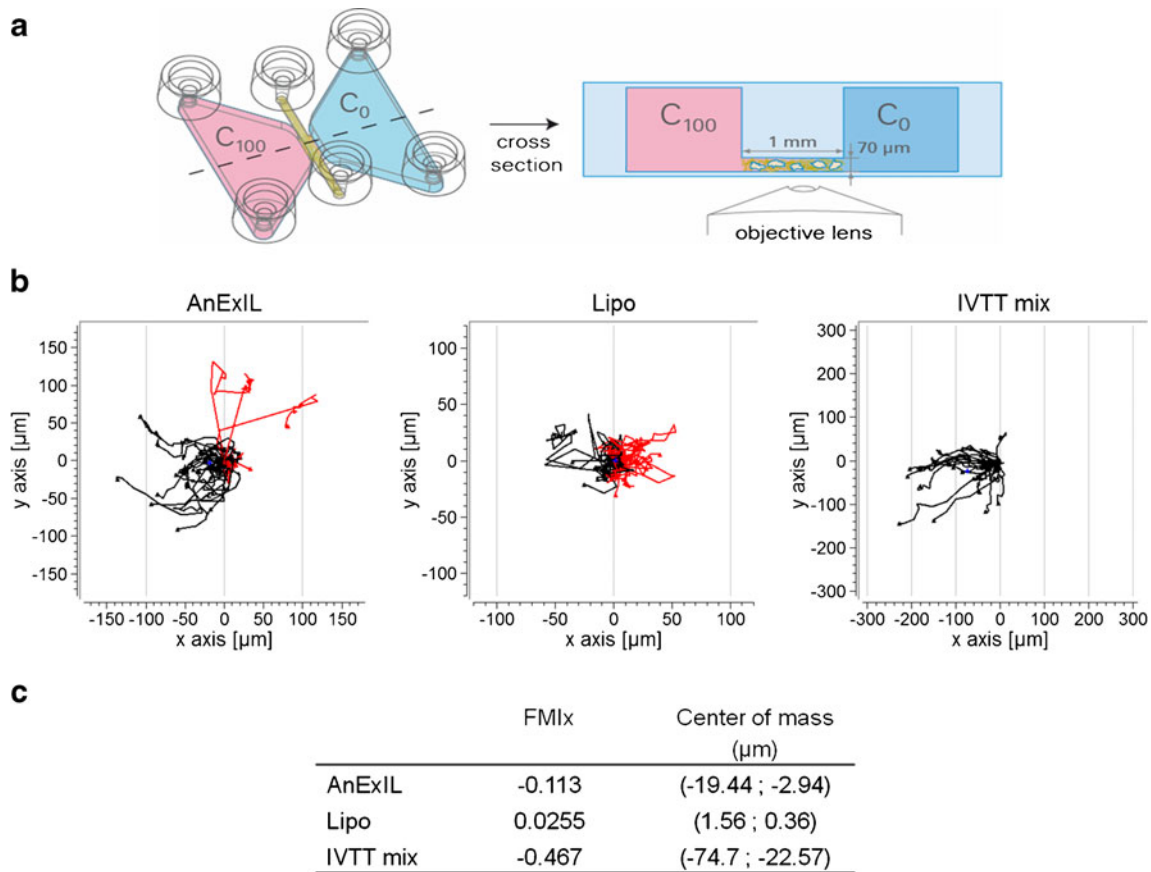 a
C100
C0
cross
section
C100
C0
1 mm
70 µm
objective lens
b
AnExIL
Lipo
IVTT mix
y axis [µm]
150
100
50
0
-50
-100
-150
-150 -100 -50 0 50 100 150
x axis [µm]
y axis [µm]
100
50
0
-50
-100
-100 -50 0 50 100
x axis [µm]
y axis [µm]
300
200
100
0
-100
-200
-300
-300 -200 -100 0 100 200 300
x axis [µm]
c
FMIx Center of mass
(µm)
AnExIL -0.113 (-19.44 ; -2.94)
Lipo 0.0255 (1.56 ; 0.36)
IVTT mix -0.467 (-74.7 ; -22.57)